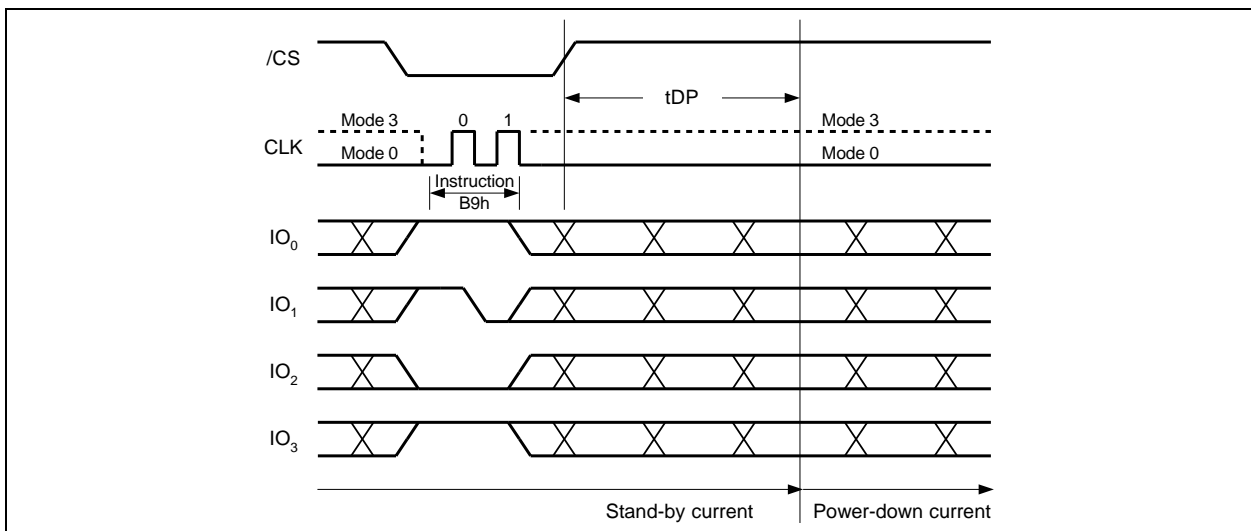 /CS
tDP
Mode 3 0 1 Mode 3
CLK
Mode 0 Mode 0
Instruction
B9h
IO0
IO1
IO2
IO3
Stand-by current Power-down current